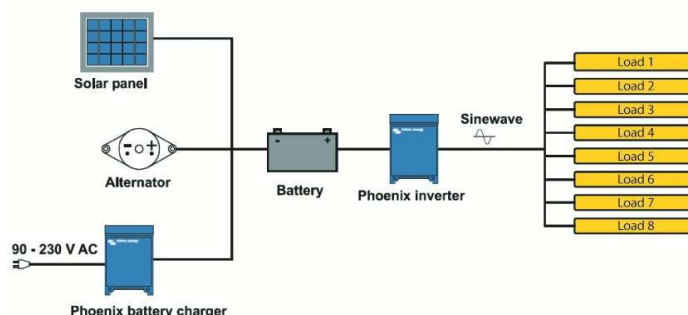 Solar panel
Alternator
- +
90 - 230 V AC
Phoenix battery charger
- +
Battery
Phoenix inverter
Sinewave
Load 1
Load 2
Load 3
Load 4
Load 5
Load 6
Load 7
Load 8